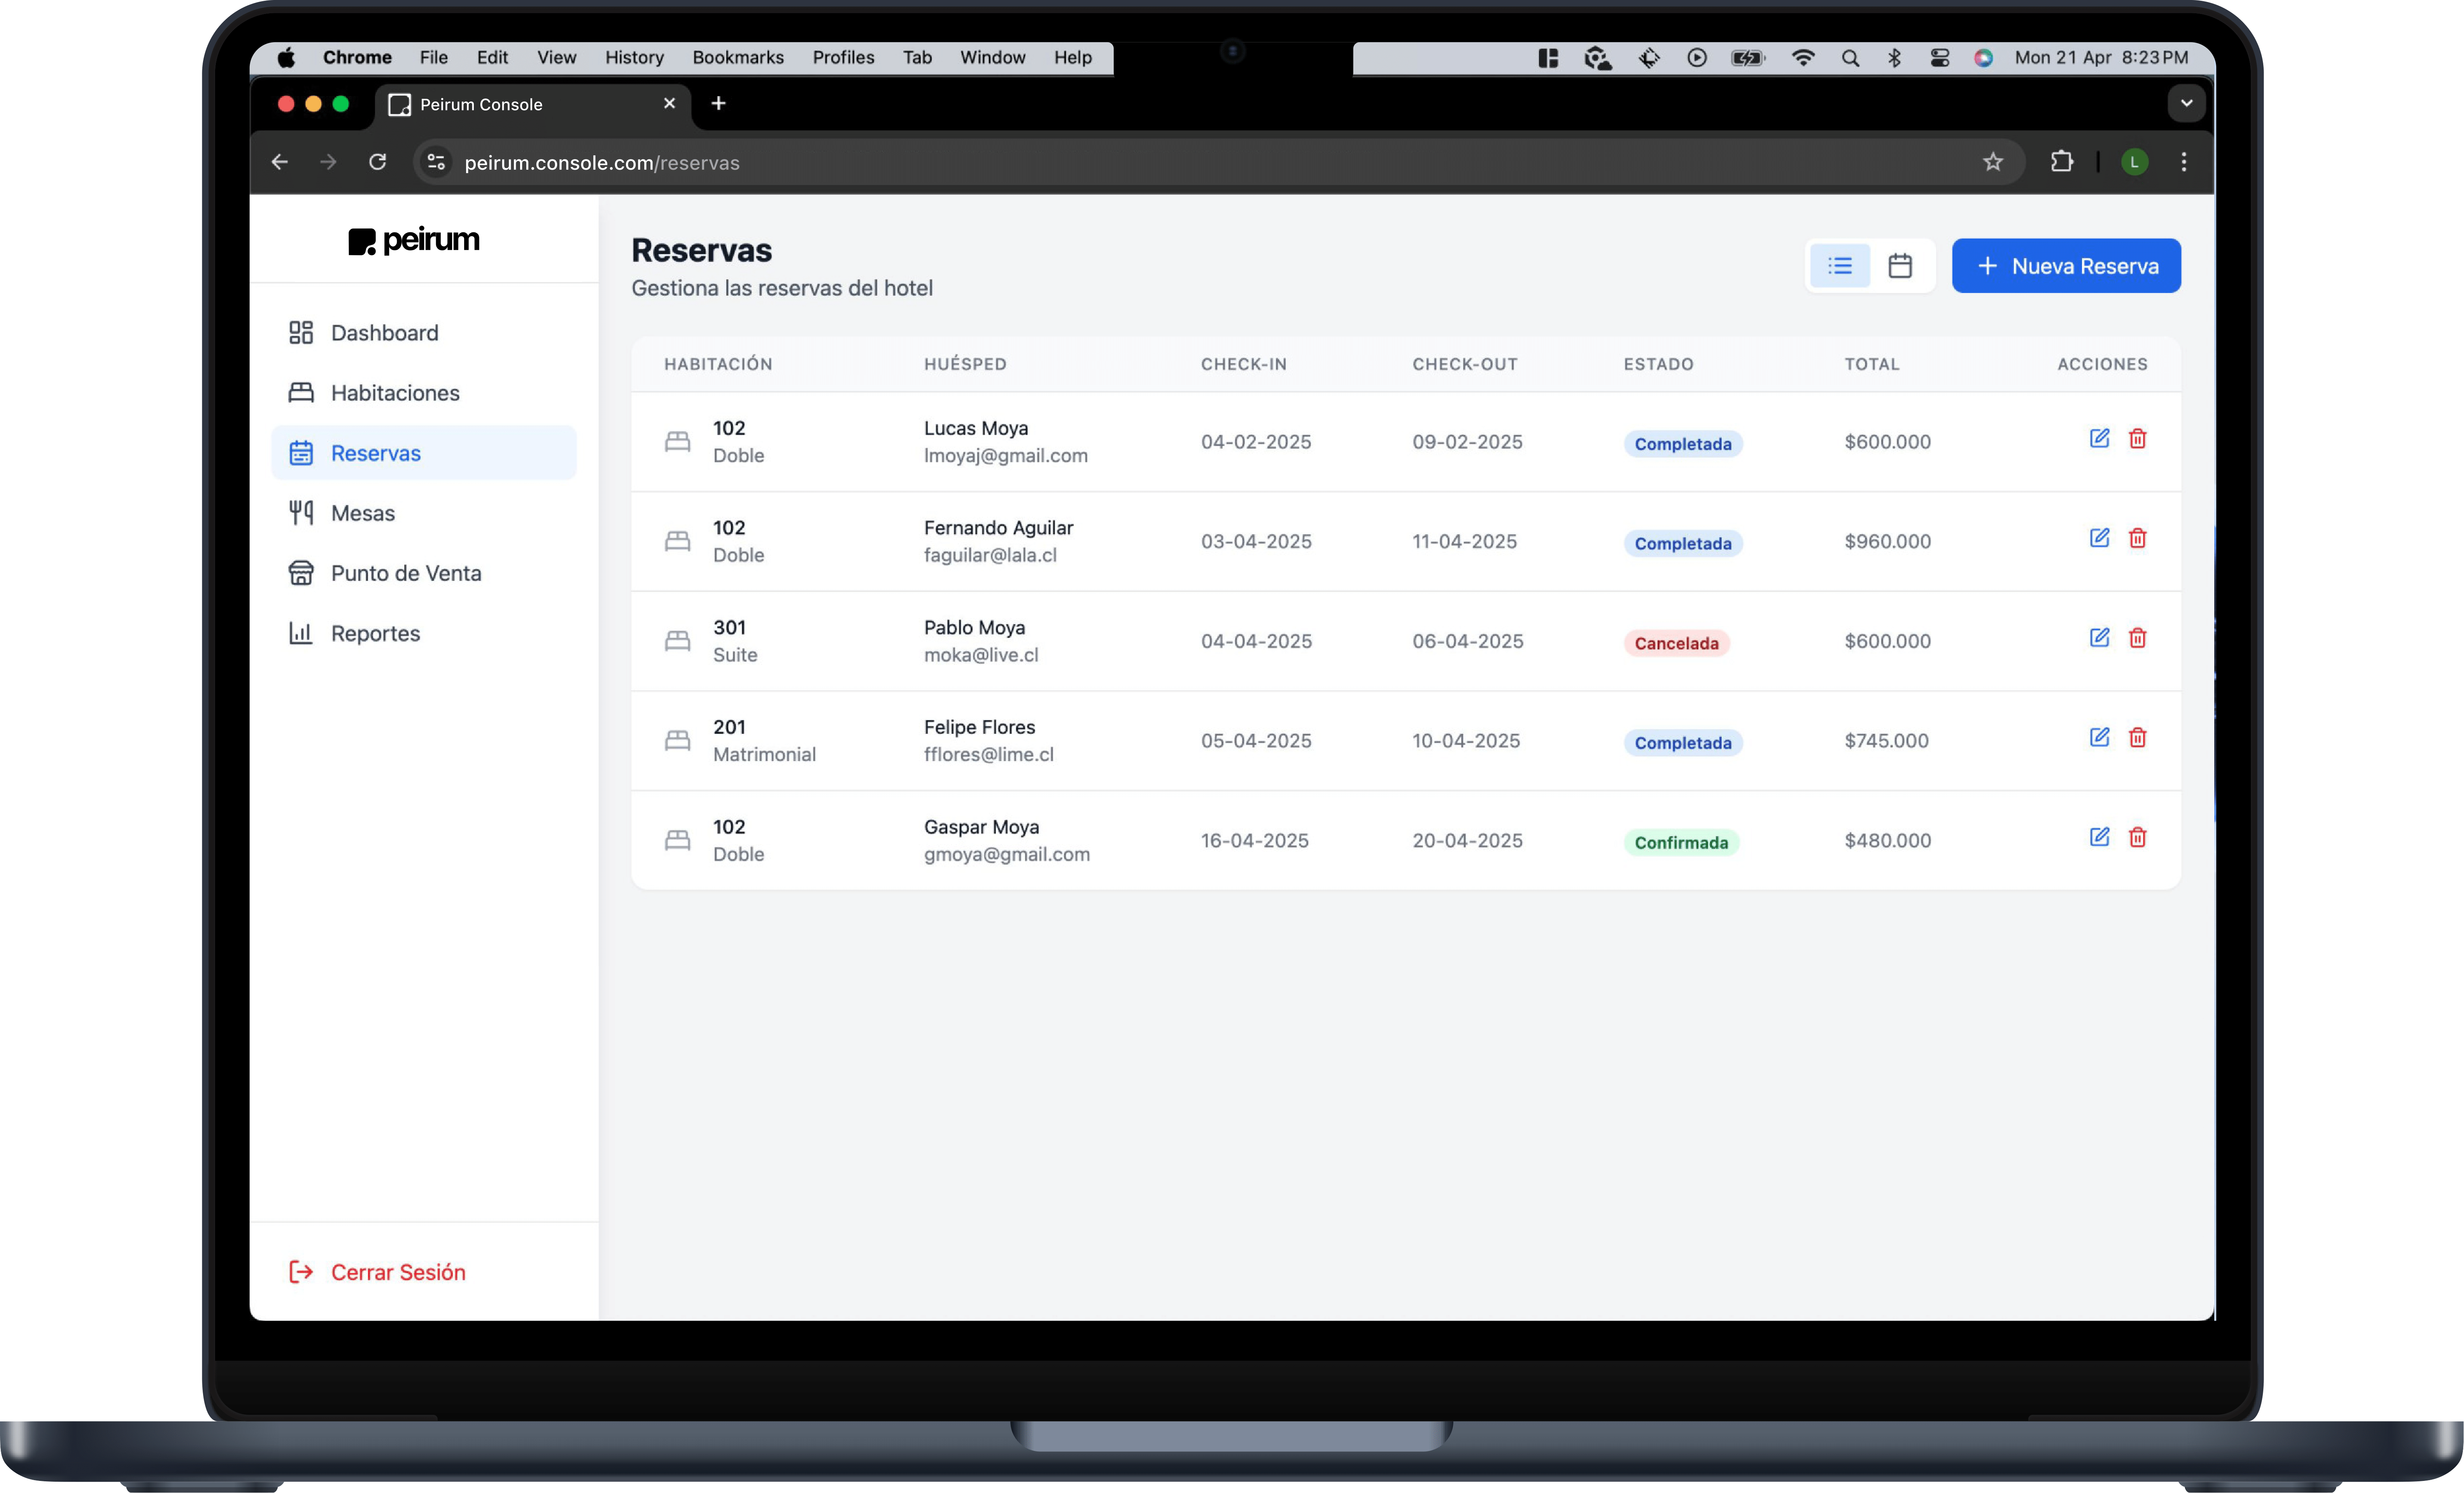 Chrome File Edit View History Bookmarks Profiles Tab Window Help Mon 21 Apr 8:23 PM
Peirum Console
peirum.console.com/reservas
L
peirum
Dashboard
Habitaciones
Reservas
Mesas
Punto de Venta
Reportes
Cerrar Sesión
Reservas
Gestiona las reservas del hotel
Nueva Reserva
HABITACIÓN HUÉSPED CHECK-IN CHECK-OUT ESTADO TOTAL ACCIONES
102 Lucas Moya
Doble lmoyaj@gmail.com 04-02-2025 09-02-2025 Completada $600.000
102 Fernando Aguilar
Doble faguilar@lala.cl 03-04-2025 11-04-2025 Completada $960.000
301 Pablo Moya
Suite moka@live.cl 04-04-2025 06-04-2025 Cancelada $600.000
201 Felipe Flores
Matrimonial fflores@lime.cl 05-04-2025 10-04-2025 Completada $745.000
102 Gaspar Moya
Doble gmoya@gmail.com 16-04-2025 20-04-2025 Confirmada $480.000